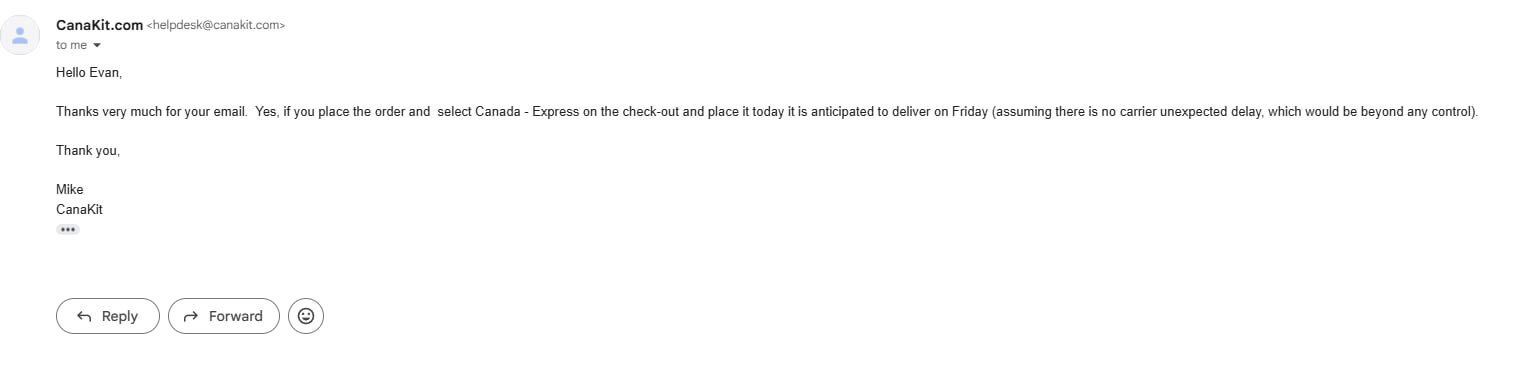 CanaKit.com <helpdesk@canakit.com>
to me
Hello Evan,
Thanks very much for your email.  Yes, if you place the order and  select Canada - Express on the check-out and place it today it is anticipated to deliver on Friday (assuming there is no carrier unexpected delay, which would be beyond any control).
Thank you,
Mike
CanaKit
Reply
Forward